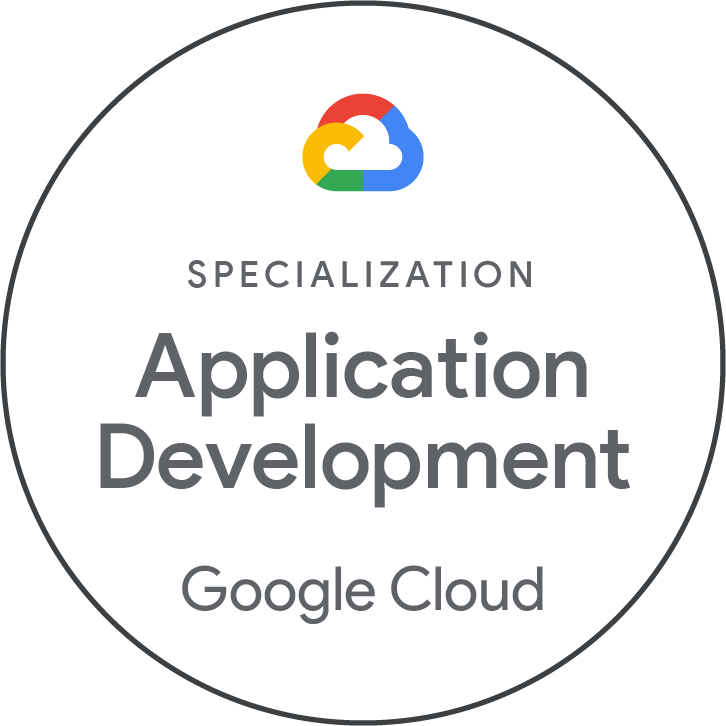 SPECIALIZATION
Application
Development
Google Cloud